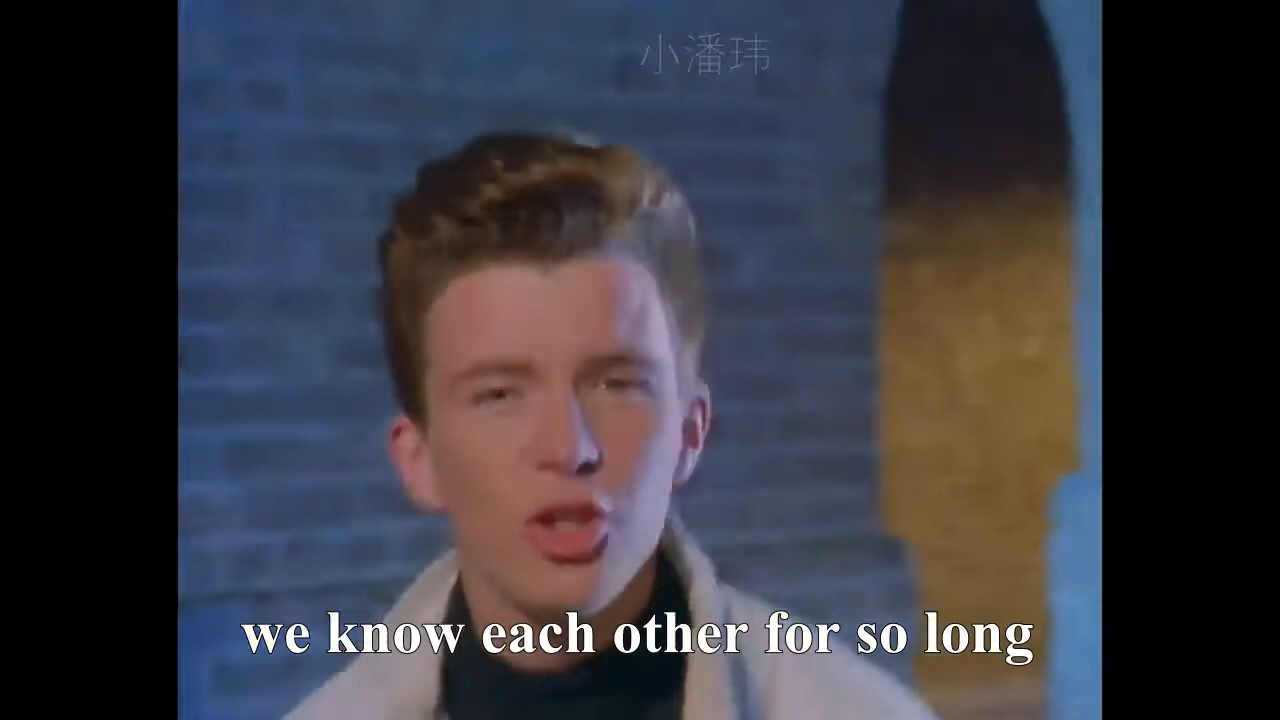 小潘玮
we know each other for so long